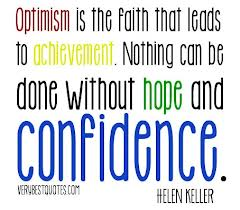 Optimism is the faith that leads
to achievement. Nothing can be
done without hope and
confidence.
HELEN KELLER
VERYBESTQUOTES.COM